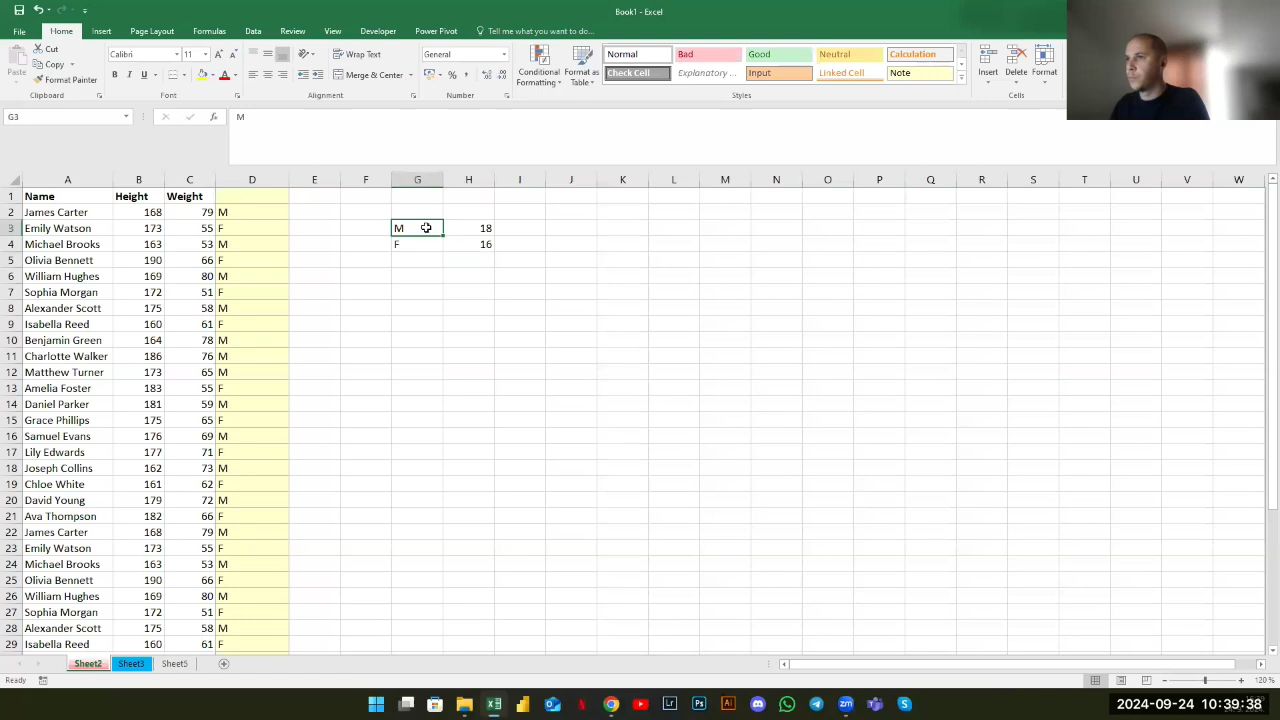 Book1 - Excel
File Home Insert Page Layout Formulas Data Review View Developer Power Pivot Tell me what you want to do...
Paste Cut Copy Format Painter Clipboard
Calibri 11 B I U Font
Wrap Text Merge & Center Alignment
General % Number
Conditional Formatting Format as Table
Normal Bad Good Neutral Calculation
Check Cell Explanatory ... Input Linked Cell Note
Styles
Insert Delete Format Cells
G3 fx M
A B C D E F G H I J K L M N O P Q R S T U V W
1 Name Height Weight
2 James Carter 168 79 M
3 Emily Watson 173 55 F M 18
4 Michael Brooks 163 53 M F 16
5 Olivia Bennett 190 66 F
6 William Hughes 169 80 M
7 Sophia Morgan 172 51 F
8 Alexander Scott 175 58 M
9 Isabella Reed 160 61 F
10 Benjamin Green 164 78 M
11 Charlotte Walker 186 76 M
12 Matthew Turner 173 65 M
13 Amelia Foster 183 55 F
14 Daniel Parker 181 59 M
15 Grace Phillips 175 65 F
16 Samuel Evans 176 69 M
17 Lily Edwards 177 71 F
18 Joseph Collins 162 73 M
19 Chloe White 161 62 F
20 David Young 179 72 M
21 Ava Thompson 182 66 F
22 James Carter 168 79 M
23 Emily Watson 173 55 F
24 Michael Brooks 163 53 M
25 Olivia Bennett 190 66 F
26 William Hughes 169 80 M
27 Sophia Morgan 172 51 F
28 Alexander Scott 175 58 M
29 Isabella Reed 160 61 F
Sheet2 Sheet3 Sheet5
Ready 120 %
2024-09-24 10:39:38